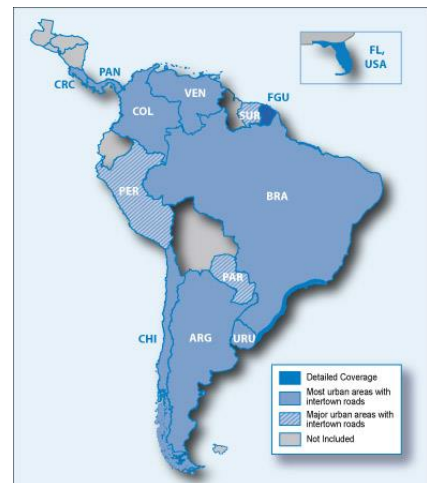 FL,
USA
PAN
CRC
VEN
FGU
COL
SUR
PER
BRA
PAR
CHI
ARG
URU
Detailed Coverage
Most urban areas with
intertown roads
Major urban areas with
intertown roads
Not Included